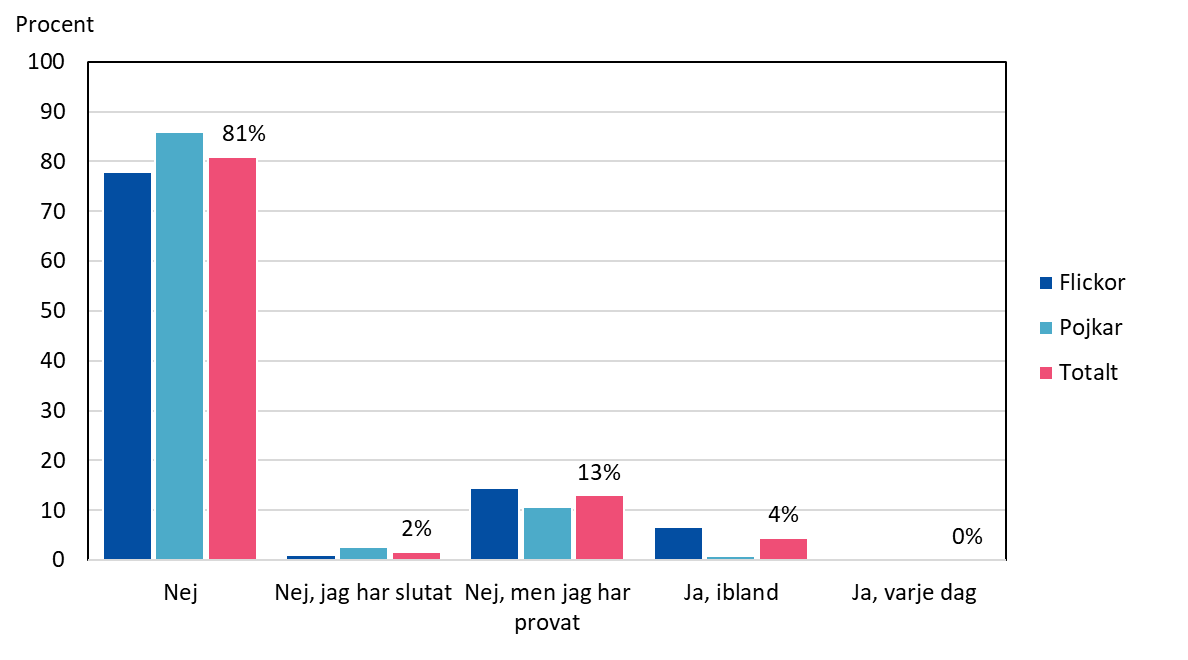 Procent
100
90
80
70
60
50
40
30
20
10
0
81%
2%
13%
4%
0%
Nej
Nej, jag har slutat
Nej, men jag har
provat
Ja, ibland
Ja, varje dag
Flickor
Pojkar
Totalt